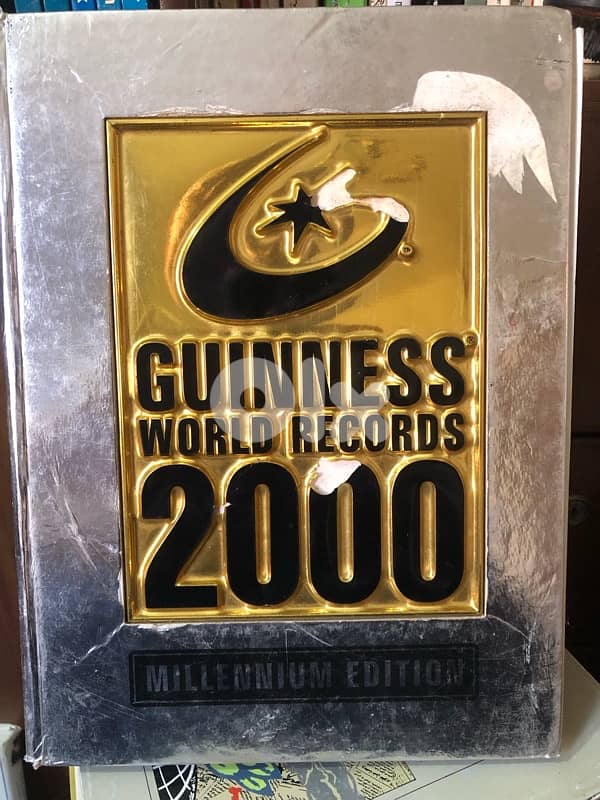 GUINNESS®
WORLD RECORDS
2000
MILLENNIUM EDITION